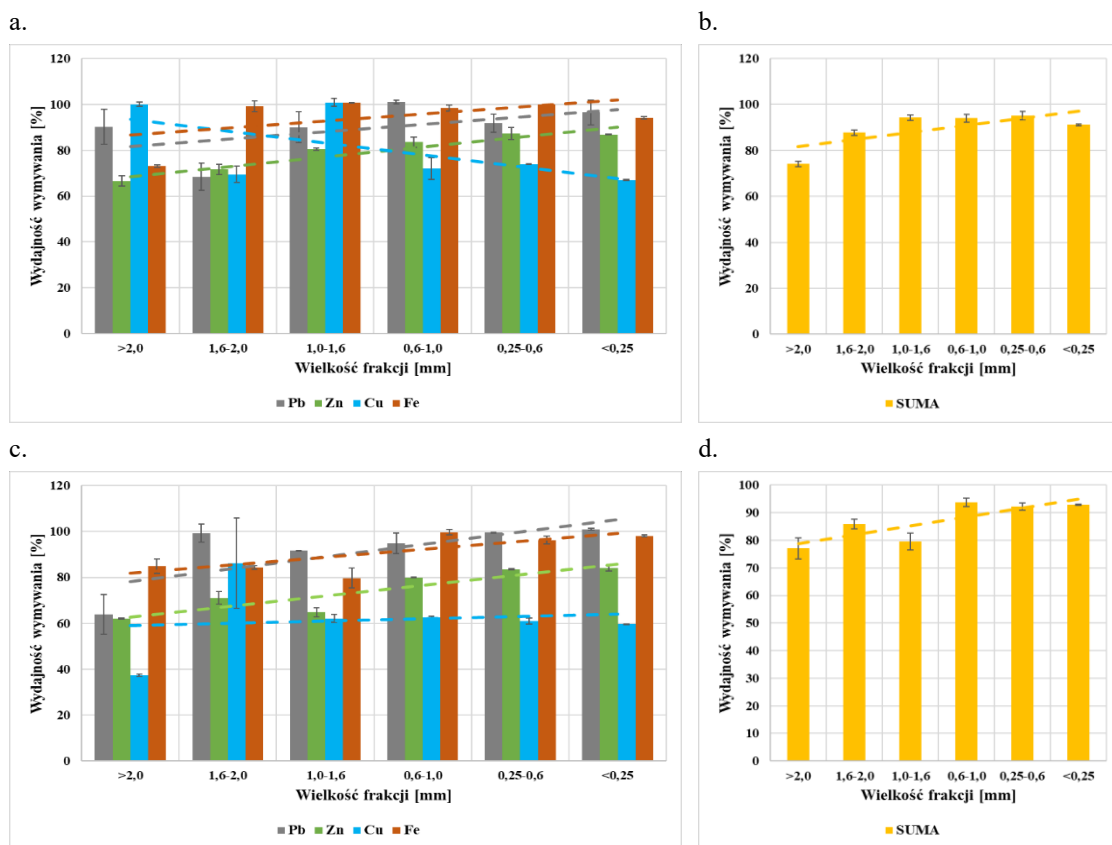 a.
b.
Wydajność wymywania [%]
120
100
80
60
40
20
0
>2,0 1,6-2,0 1,0-1,6 0,6-1,0 0,25-0,6 <0,25
Wielkość frakcji [mm]
Pb Zn Cu Fe
Wydajność wymywania [%]
120
100
80
60
40
20
0
>2,0 1,6-2,0 1,0-1,6 0,6-1,0 0,25-0,6 <0,25
Wielkość frakcji [mm]
SUMA
c.
d.
Wydajność wymywania [%]
120
100
80
60
40
20
0
>2,0 1,6-2,0 1,0-1,6 0,6-1,0 0,25-0,6 <0,25
Wielkość frakcji [mm]
Pb Zn Cu Fe
Wydajność wymywania [%]
100
90
80
70
60
50
40
30
20
10
0
>2,0 1,6-2,0 1,0-1,6 0,6-1,0 0,25-0,6 <0,25
Wielkość frakcji [mm]
SUMA